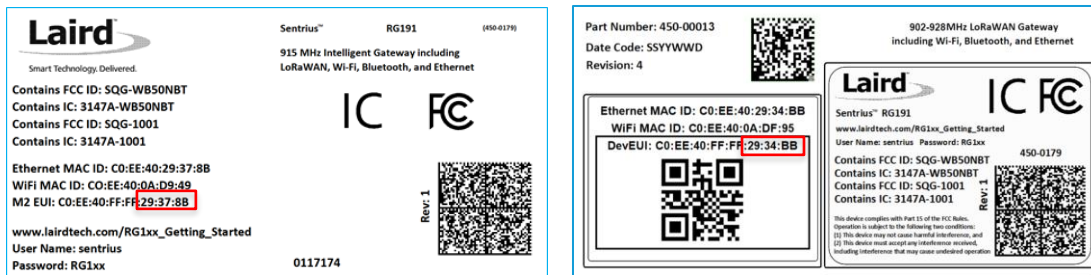 Laird
Smart Technology. Delivered.
Sentrius™ RG191 (450-0179)
915 MHz Intelligent Gateway including
LoRaWAN, Wi-Fi, Bluetooth, and Ethernet
Contains FCC ID: SQG-WB50NBT
Contains IC: 3147A-WB50NBT
Contains FCC ID: SQG-1001
Contains IC: 3147A-1001
IC FC
Ethernet MAC ID: C0:EE:40:29:37:8B
WiFi MAC ID: CO:EE:40:0A:D9:49
M2 EUI: C0:EE:40:FF:FF:29:37:8B
Rev: 1
www.lairdtech.com/RG1xx_Getting_Started
User Name: sentrius
Password: RG1xx
0117174
Part Number: 450-00013
Date Code: SSYYWWD
Revision: 4
902-928MHz LoRaWAN Gateway
including Wi-Fi, Bluetooth, and Ethernet
Ethernet MAC ID: C0:EE:40:29:34:BB
WiFi MAC ID: C0:EE:40:0A:DF:95
DevEUI: C0:EE:40:FF:FF:29:34:BB
Laird
IC FC
Sentrius™ RG191
www.lairdtech.com/RG1xx_Getting_Started
User Name: sentrius Password: RG1xx
450-0179
Contains FCC ID: SQG-WB50NBT
Contains IC: 3147A-WB50NBT
Contains FCC ID: SQG-1001
Contains IC: 3147A-1001
Rev: 1
This device complies with Part 15 of the FCC Rules.
Operation is subject to the following two conditions:
(1) This device may not cause harmful interference, and
(2) This device must accept any interference received,
including interference that may cause undesired operation